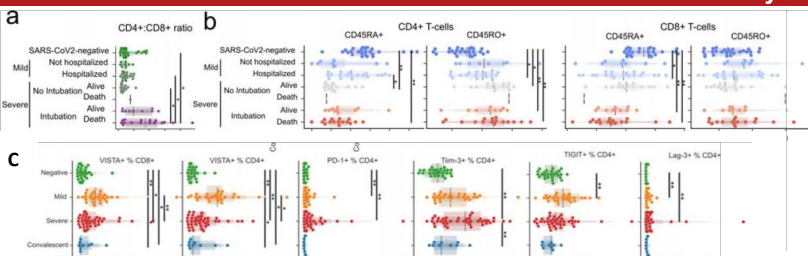 a
CD4+:CD8+ ratio
SARS-CoV2-negative
Mild
Not hospitalized
Hospitalized
Severe
No Intubation
Alive
Death
Intubation
Alive
Death
b
CD4+ T-cells
CD45RA+
CD45RO+
SARS-CoV2-negative
Mild
Not hospitalized
Hospitalized
Severe
No Intubation
Alive
Death
Intubation
Alive
Death
CD8+ T-cells
CD45RA+
CD45RO+
c
VISTA+ % CD8+
VISTA+ % CD4+
PD-1+ % CD4+
Tiim-3+ % CD4+
TIGIT+ % CD4+
Lag-3+ % CD4+
Negative
Mild
Severe
Convalescent